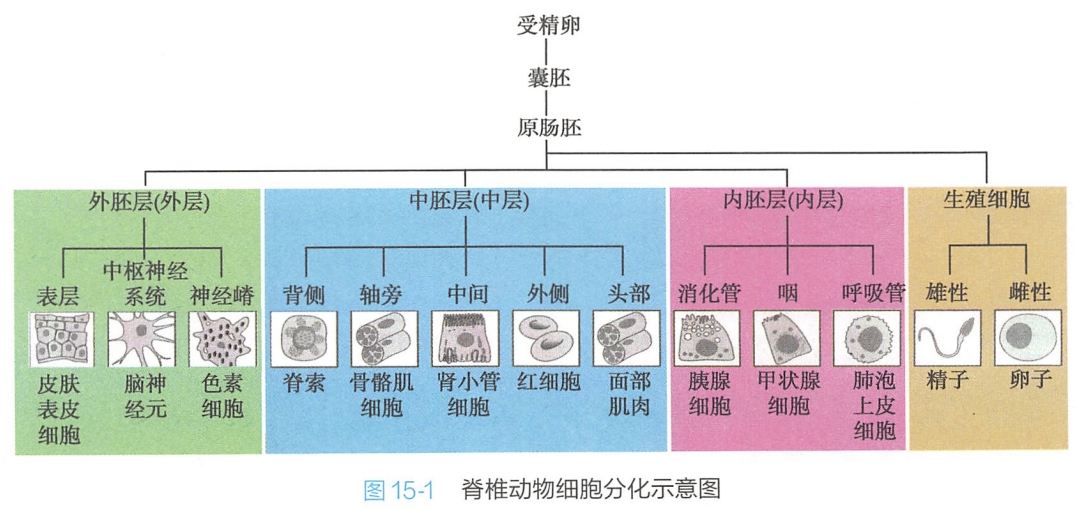 受精卵
囊胚
原肠胚
外胚层(外层)
中胚层(中层)
内胚层(内层)
生殖细胞
表层
中枢神经
系统
神经嵴
背侧
轴旁
中间
外侧
头部
消化管
咽
呼吸管
雄性
雌性
皮肤
表皮
细胞
脑神
经元
色素
细胞
脊索
骨骼肌
细胞
肾小管
细胞
红细胞
面部
肌肉
胰腺
细胞
甲状腺
细胞
肺泡
上皮
细胞
精子
卵子
图 15-1 脊椎动物细胞分化示意图